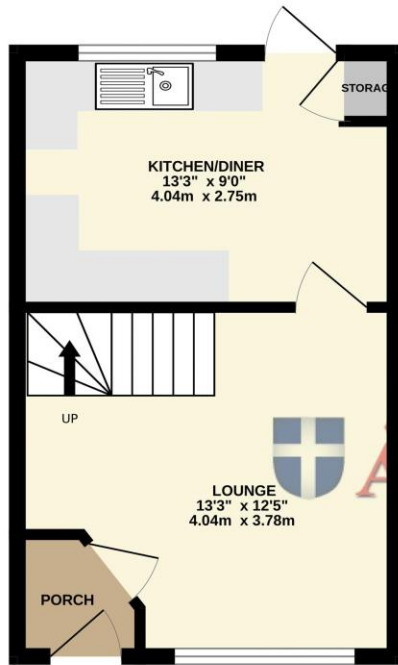 STORAG
KITCHEN/DINER
13'3" x 9'0"
4.04m x 2.75m
UP
LOUNGE
13'3" x 12'5"
4.04m x 3.78m
PORCH